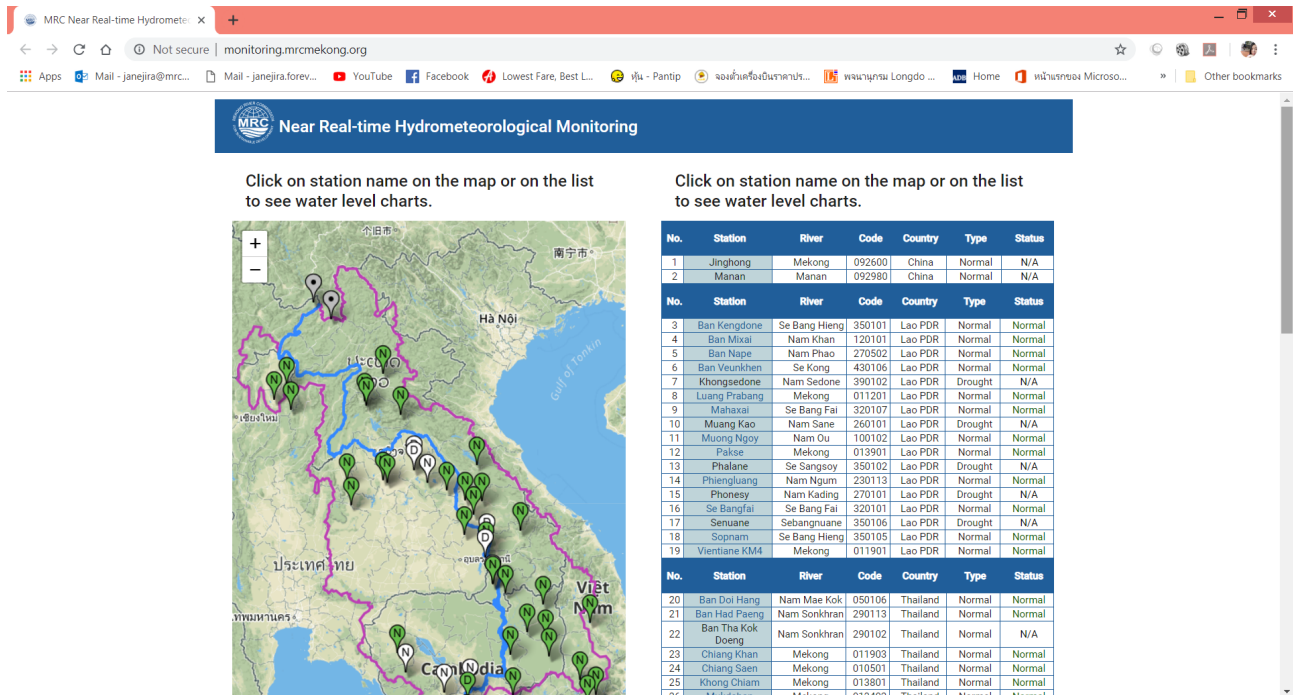 MRC Near Real-time Hydrometeo
Not secure | monitoring.mrcmekong.org
Apps Mail - janejira@mrc... Mail - janejira.forev... YouTube Facebook Lowest Fare, Best L... หุ้น - Pantip จองตั๋วเครื่องบินราคาประ... พจนานุกรม Longdo ... ADB Home หน้าแรกของ Microso... » Other bookmarks
MRC Near Real-time Hydrometeorological Monitoring
Click on station name on the map or on the list
to see water level charts.
+
−
个旧市
南宁市
Hà Nội
Gulf of Tonkin
เชียงใหม่
ประเทศไทย
Việt
Nam
Cambodia
Click on station name on the map or on the list
to see water level charts.
No. Station River Code Country Type Status
1 Jinghong Mekong 092600 China Normal N/A
2 Manan Manan 092980 China Normal N/A
No. Station River Code Country Type Status
3 Ban Kengdone Se Bang Hieng 350101 Lao PDR Normal Normal
4 Ban Mixai Nam Khan 120101 Lao PDR Normal Normal
5 Ban Nape Nam Phao 270502 Lao PDR Normal Normal
6 Ban Veunkhen Se Kong 430106 Lao PDR Normal Normal
7 Khongsedone Nam Sedone 390102 Lao PDR Drought N/A
8 Luang Prabang Mekong 011201 Lao PDR Normal Normal
9 Mahaxai Se Bang Fai 320107 Lao PDR Normal Normal
10 Muang Kao Nam Sane 260101 Lao PDR Drought N/A
11 Muong Ngoy Nam Ou 100102 Lao PDR Normal Normal
12 Pakse Mekong 013901 Lao PDR Normal Normal
13 Phalane Se Sangsoy 350102 Lao PDR Drought N/A
14 Phiengluang Nam Ngum 230113 Lao PDR Normal Normal
15 Phonesy Nam Kading 270101 Lao PDR Drought N/A
16 Se Bangfai Se Bang Fai 320101 Lao PDR Normal Normal
17 Senuane Sebangnuane 350106 Lao PDR Drought N/A
18 Sopnam Se Bang Hieng 350105 Lao PDR Normal Normal
19 Vientiane KM4 Mekong 011901 Lao PDR Normal Normal
No. Station River Code Country Type Status
20 Ban Doi Hang Nam Mae Kok 050106 Thailand Normal Normal
21 Ban Had Paeng Nam Sonkhran 290113 Thailand Normal Normal
22 Ban Tha Kok Doeng Nam Sonkhran 290102 Thailand Normal N/A
23 Chiang Khan Mekong 011903 Thailand Normal Normal
24 Chiang Saen Mekong 010501 Thailand Normal Normal
25 Khong Chiam Mekong 013801 Thailand Normal Normal